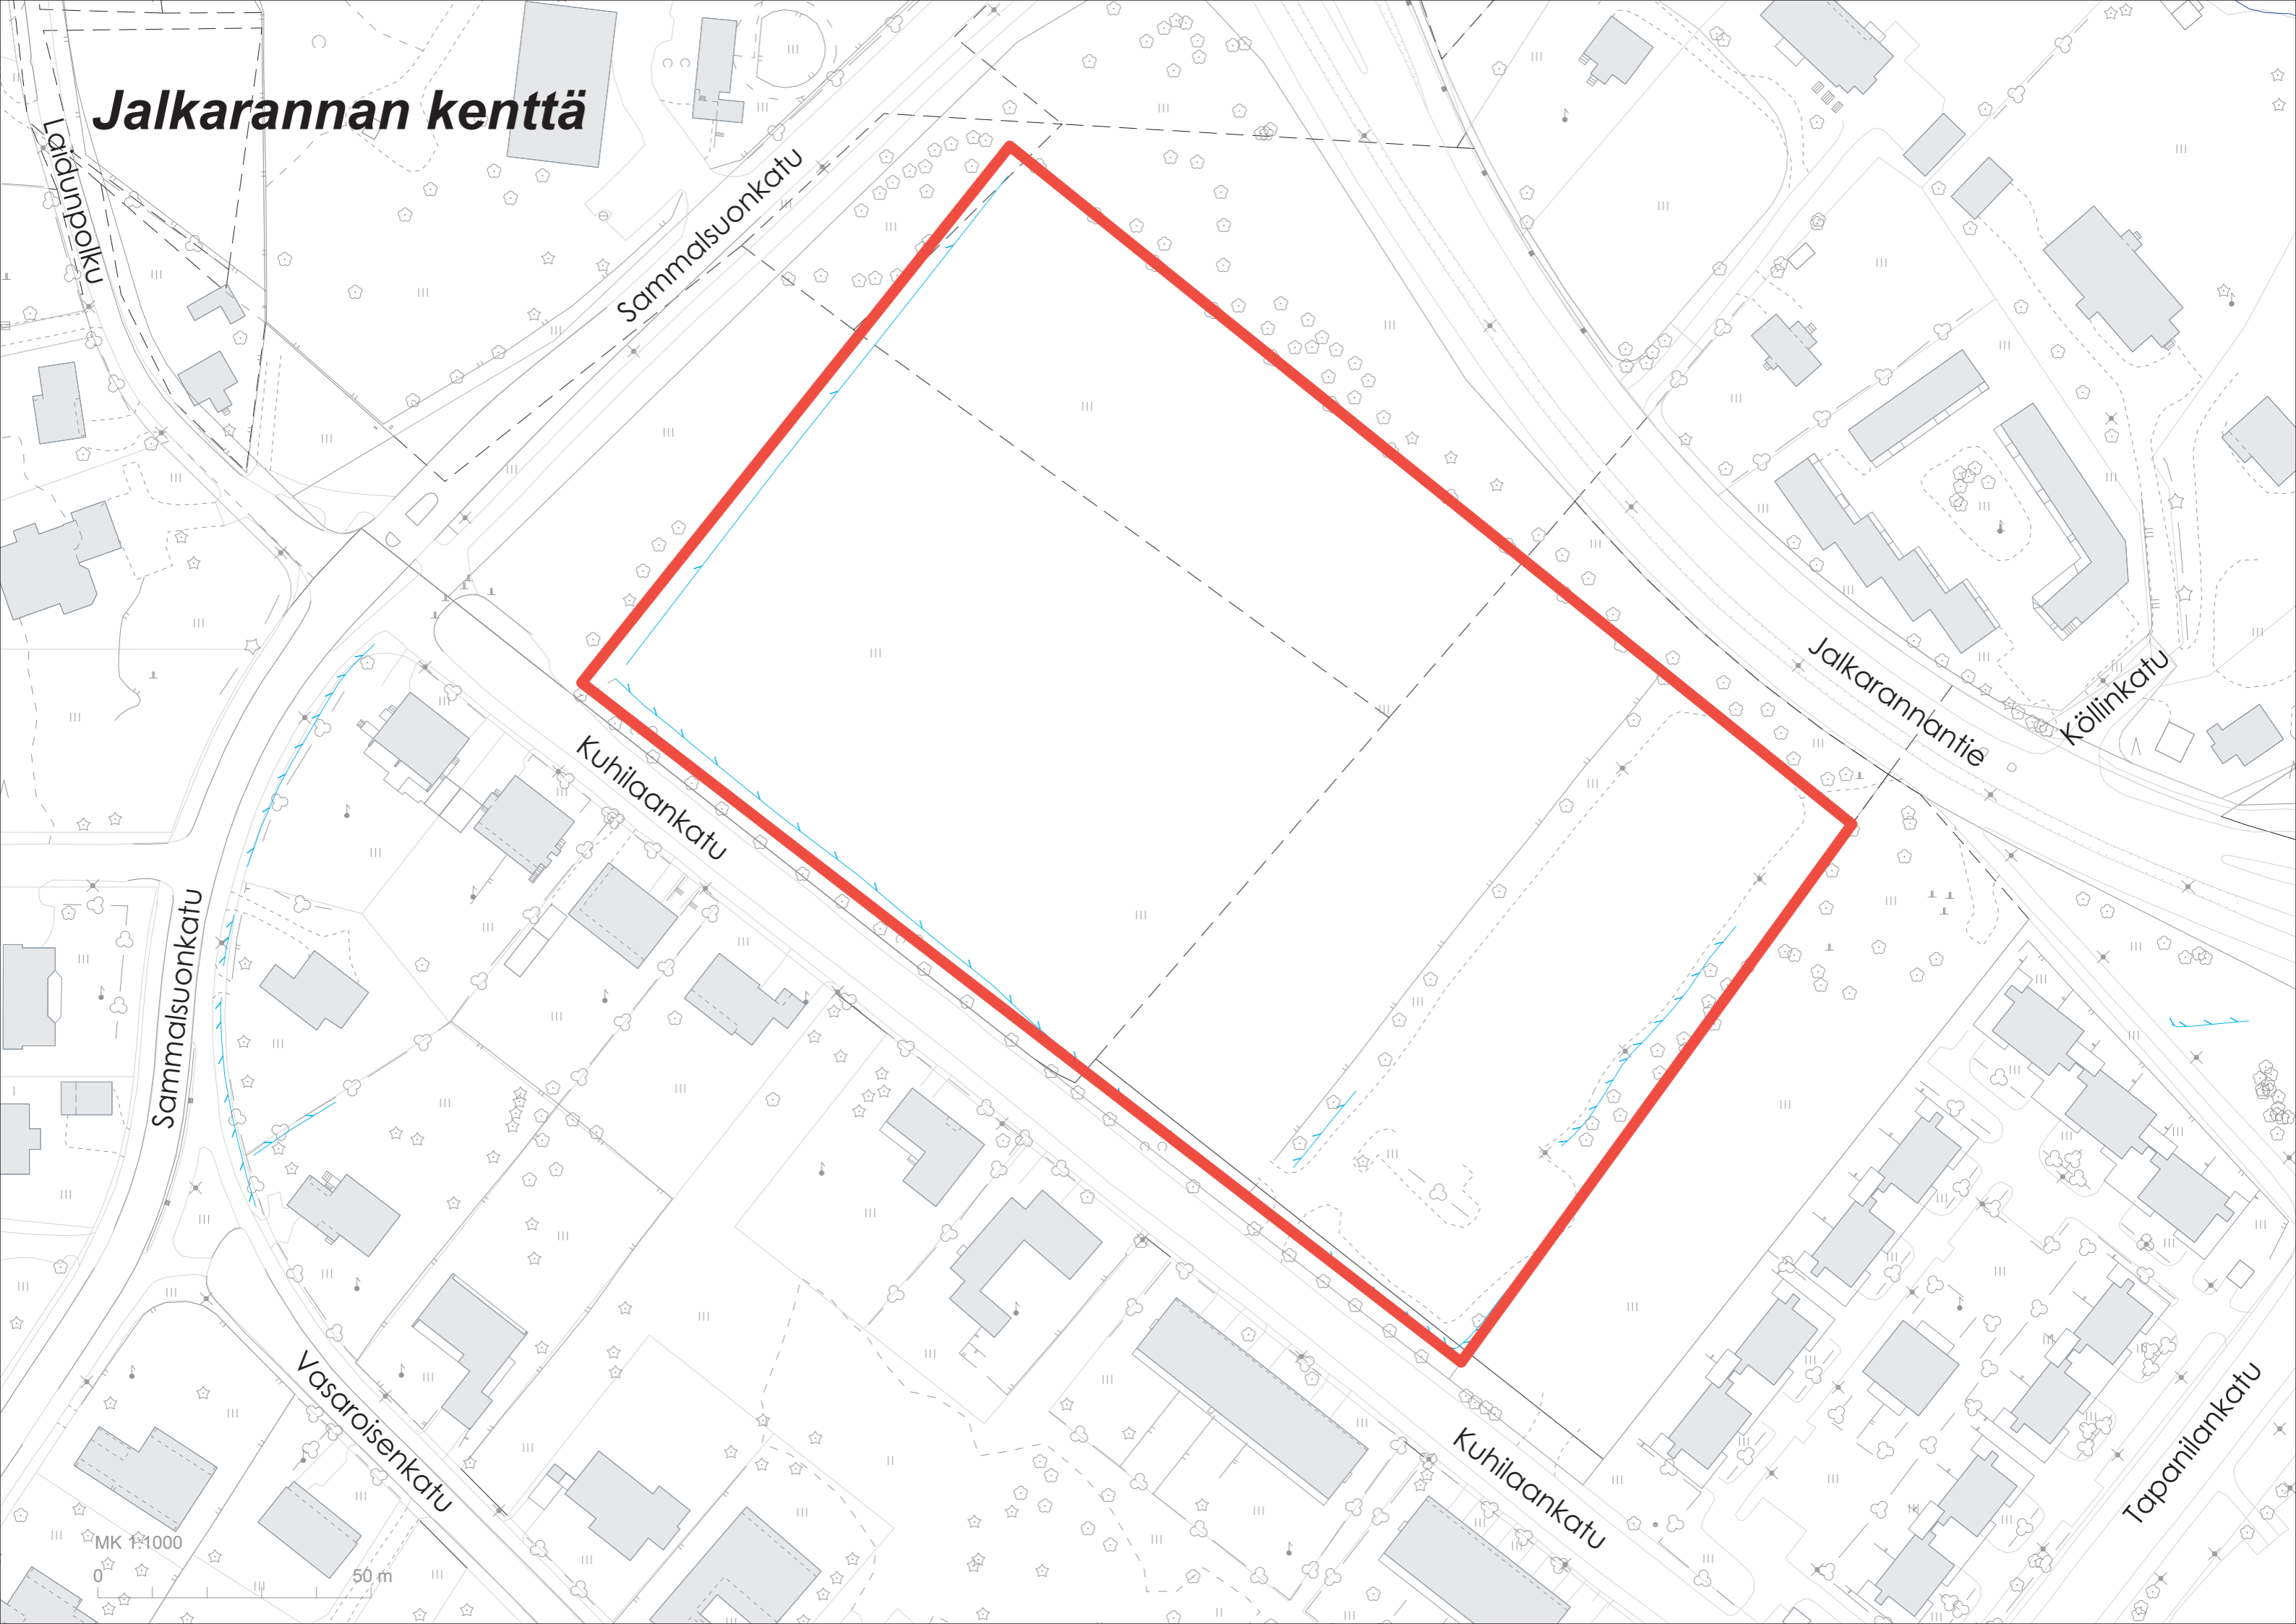 Jalkarannan kenttä
Laidunpolku
Sammalsuonkatu
Jalkarannantie
Köllinkatu
Kuhilaankatu
Sammalsuonkatu
Vasaroisenkatu
Kuhilaankatu
Tapanilankatu
MK 1:1000
0 50 m